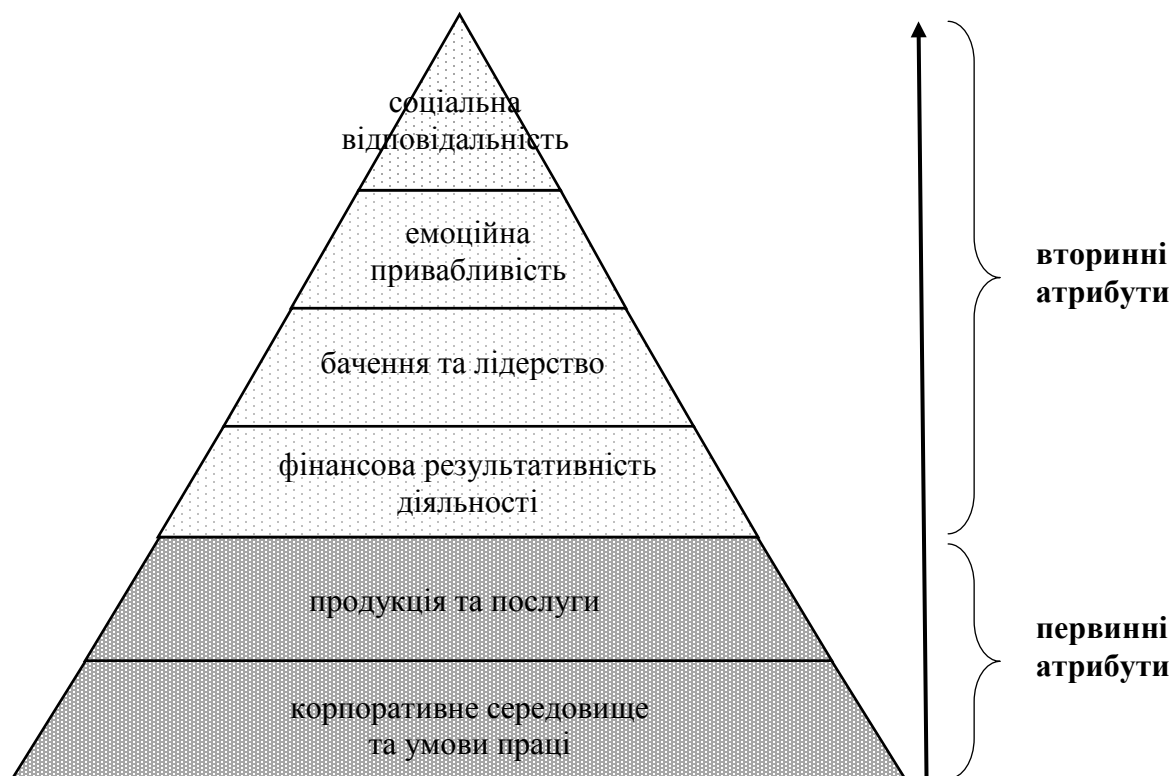 соціальна
відповідальність
емоційна
привабливість
бачення та лідерство
фінансова результативність
діяльності
продукція та послуги
корпоративне середовище
та умови праці
вторинні
атрибути
первинні
атрибути